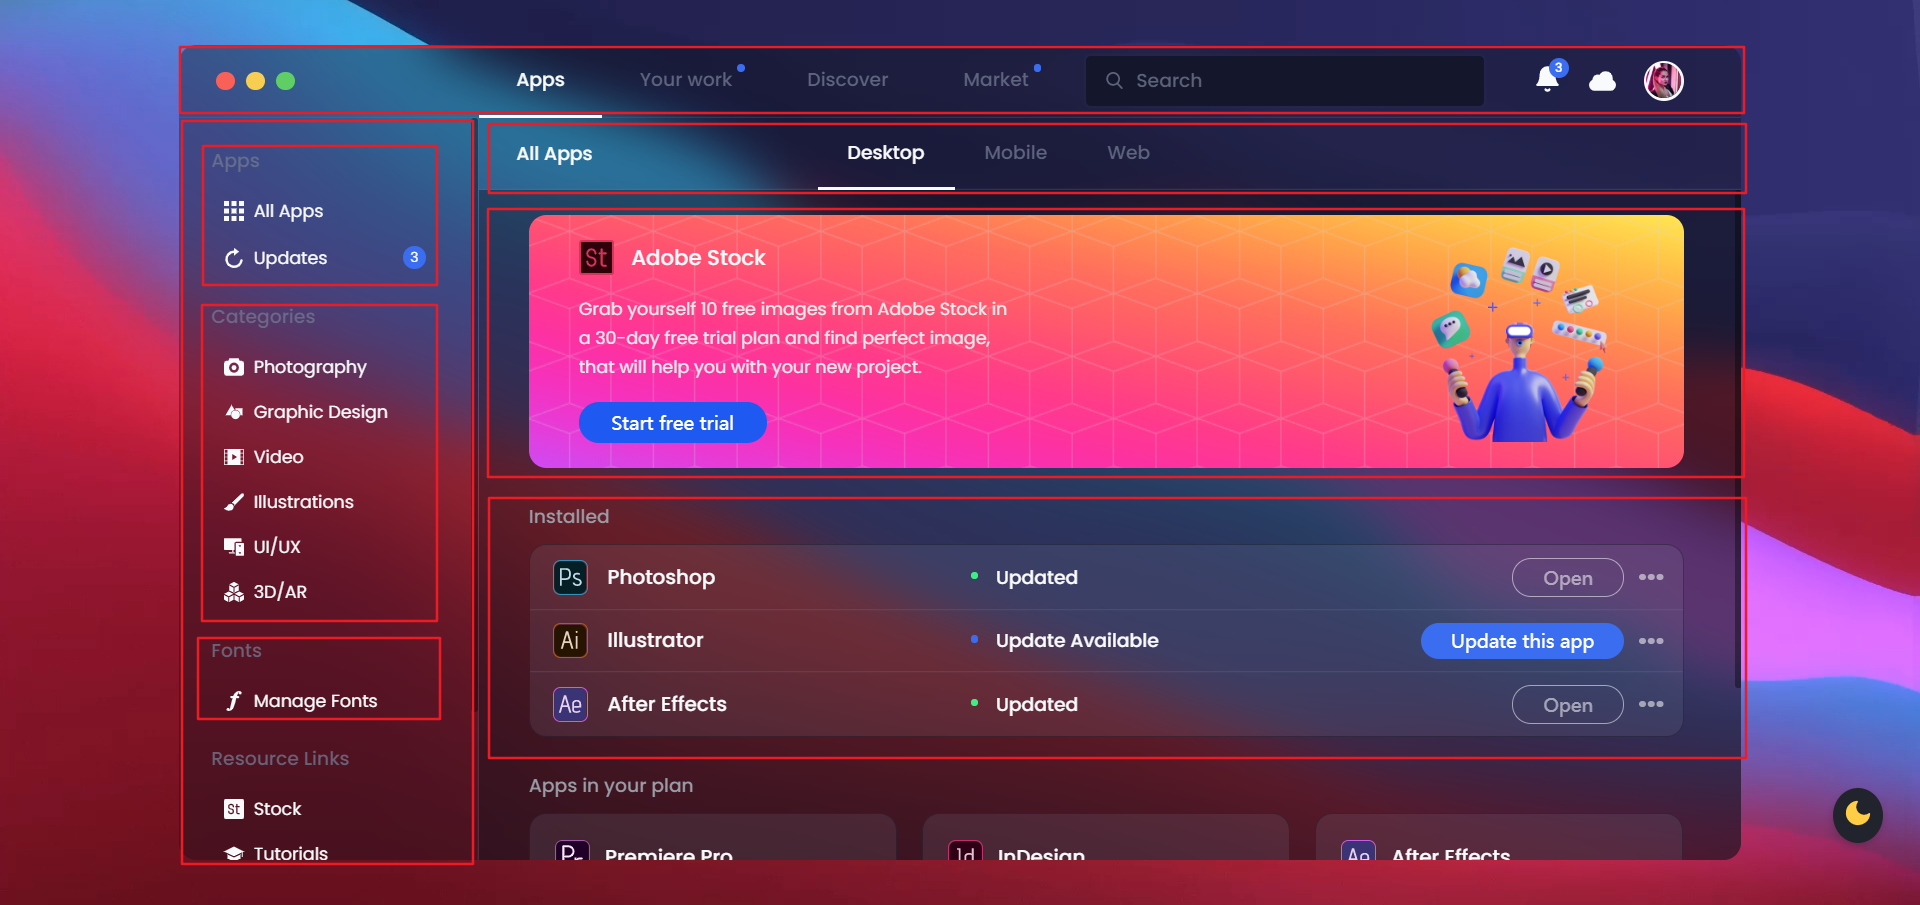 Apps
Your work
Discover
Market
Search
3
Apps
All Apps
Updates
3
Categories
Photography
Graphic Design
Video
Illustrations
UI/UX
3D/AR
Fonts
Manage Fonts
Resource Links
St
Stock
Tutorials
All Apps
Desktop
Mobile
Web
St
Adobe Stock
Grab yourself 10 free images from Adobe Stock in
a 30-day free trial plan and find perfect image,
that will help you with your new project.
Start free trial
Installed
Ps
Photoshop
Updated
Open
Ai
Illustrator
Update Available
Update this app
Ae
After Effects
Updated
Open
Apps in your plan
Pr
Premiere Pro
Id
InDesign
Ae
After Effects